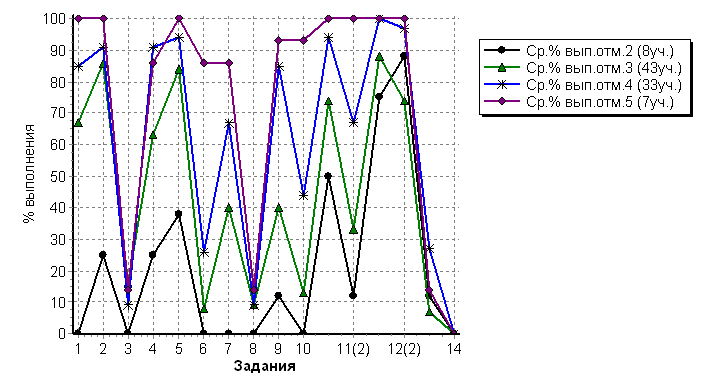 100
90
80
70
60
50
40
30
20
10
0
% выполнения
1 2 3 4 5 6 7 8 9 10 11(2) 12(2) 14
Задания
Ср.% вып.отм.2 (8уч.)
Ср.% вып.отм.3 (43уч.)
Ср.% вып.отм.4 (33уч.)
Ср.% вып.отм.5 (7уч.)